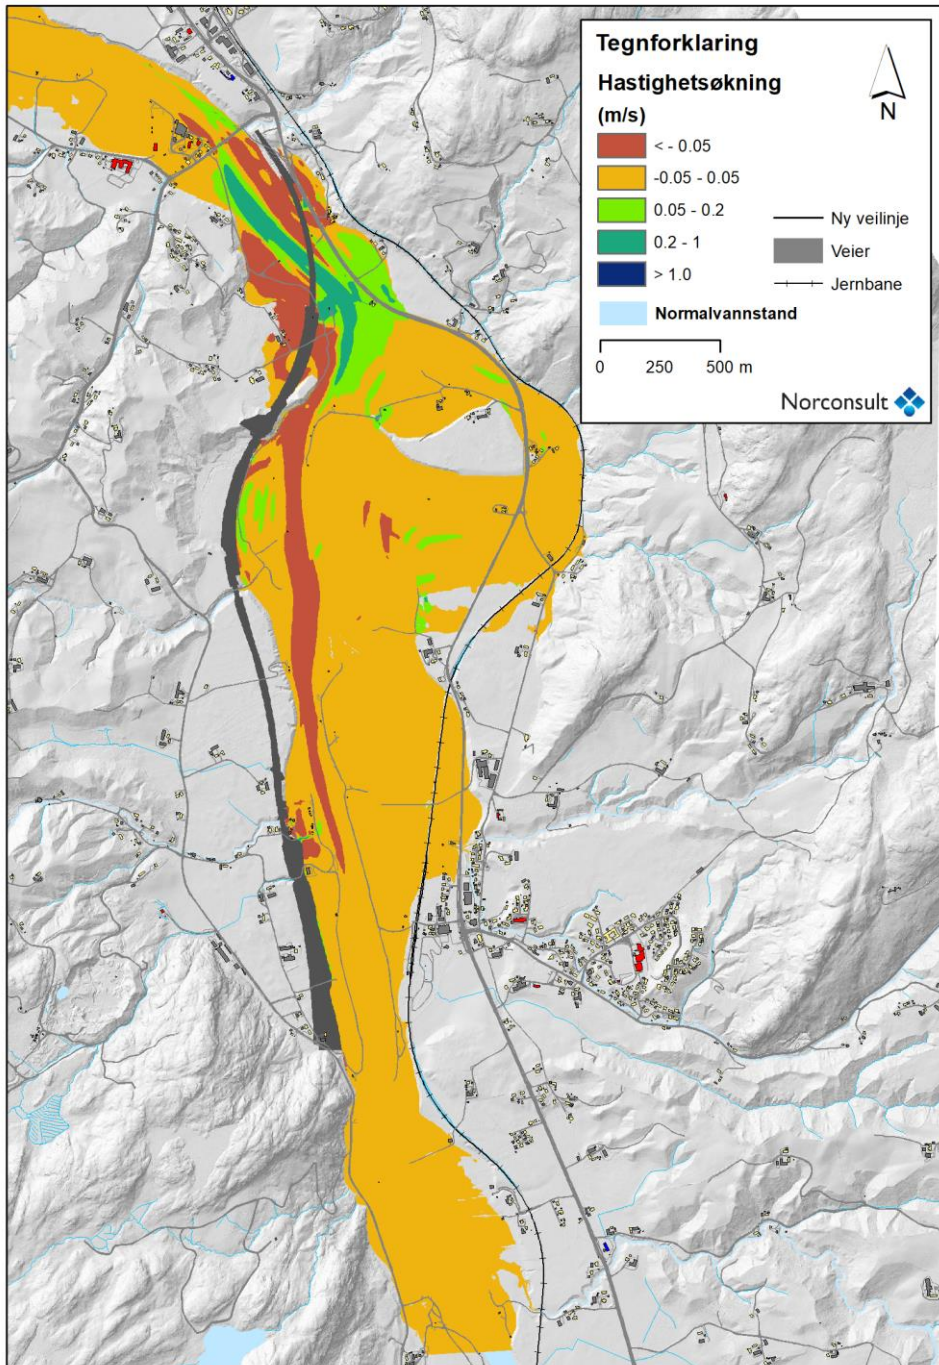 Tegnforklaring
Hastighetsøkning
(m/s)
< - 0.05
-0.05 - 0.05
0.05 - 0.2
0.2 - 1
> 1.0
Normalvannstand
0 250 500 m
N
Ny veilinje
Veier
Jernbane
Norconsult